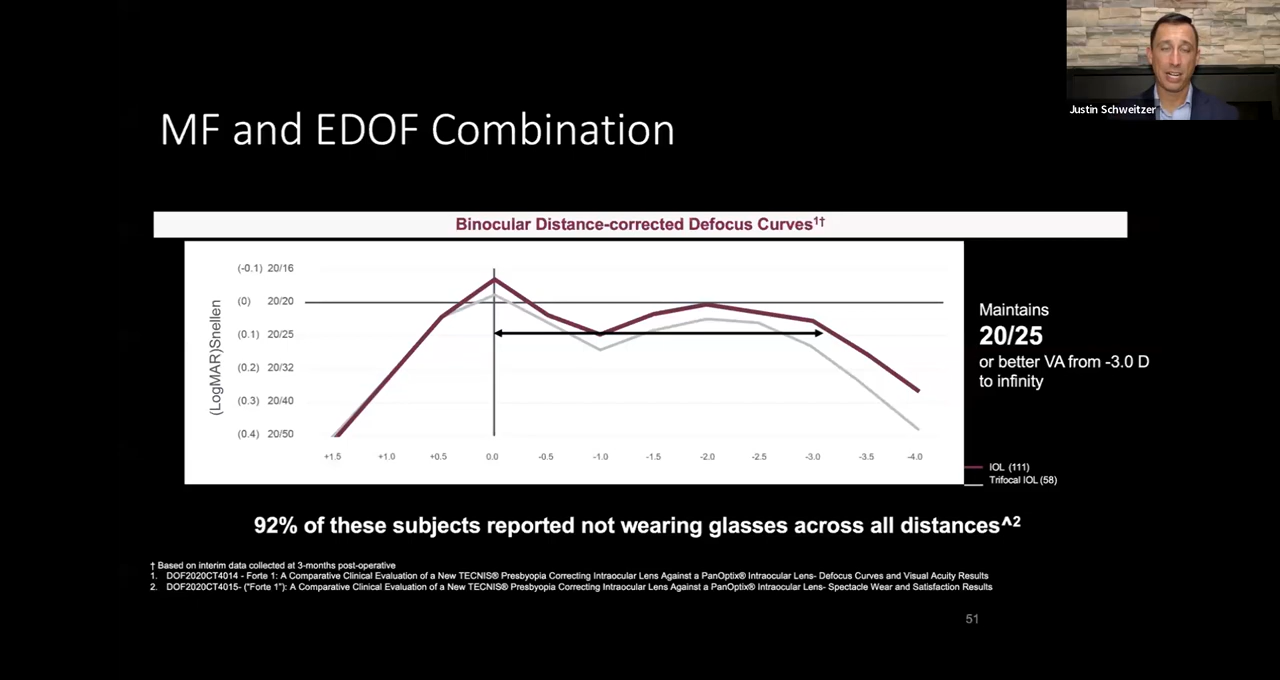 Justin Schweitzer
MF and EDOF Combination
Binocular Distance-corrected Defocus Curves1†
(LogMAR)Snellen
(-0.1) 20/16
(0) 20/20
(0.1) 20/25
(0.2) 20/32
(0.3) 20/40
(0.4) 20/50
+1.5 +1.0 +0.5 0.0 -0.5 -1.0 -1.5 -2.0 -2.5 -3.0 -3.5 -4.0
Maintains
20/25
or better VA from -3.0 D
to infinity
IOL (111)
Trifocal IOL (58)
92% of these subjects reported not wearing glasses across all distances^2
† Based on interim data collected at 3-months post-operative
1. DOF2020CT4014 - Forte 1: A Comparative Clinical Evaluation of a New TECNIS® Presbyopia Correcting Intraocular Lens Against a PanOptix® Intraocular Lens- Defocus Curves and Visual Acuity Results
2. DOF2020CT4015- ("Forte 1"): A Comparative Clinical Evaluation of a New TECNIS® Presbyopia Correcting Intraocular Lens Against a PanOptix® Intraocular Lens- Spectacle Wear and Satisfaction Results
51